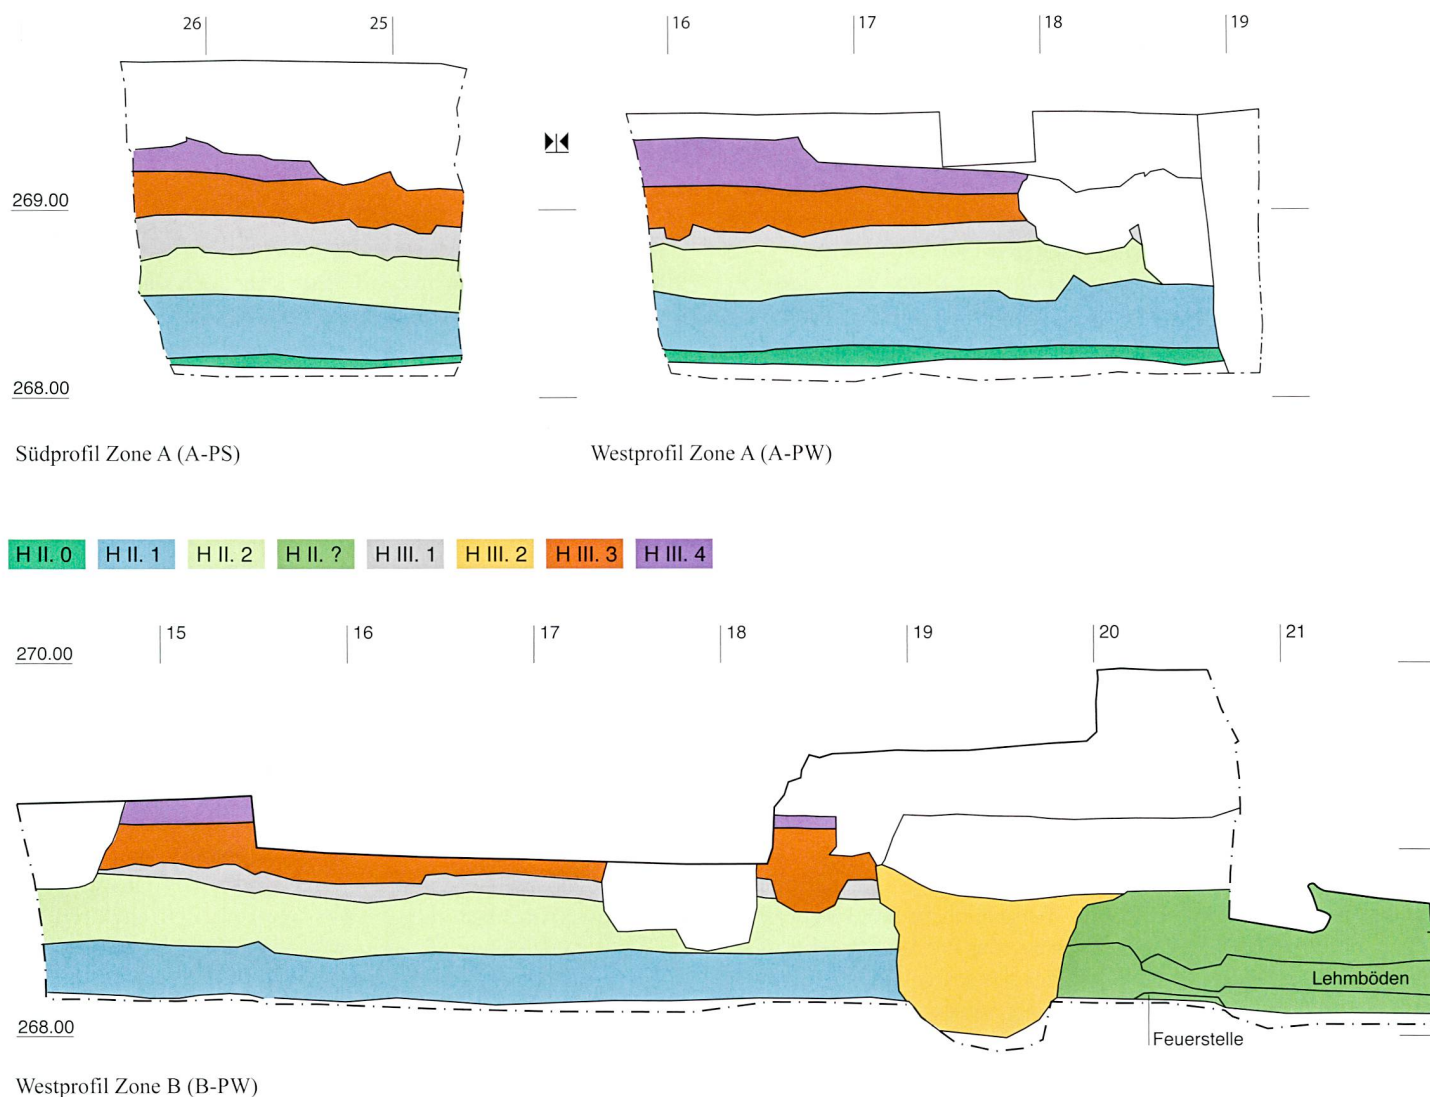 26 25 16 17 18 19
269.00
268.00
Südprofil Zone A (A-PS) Westprofil Zone A (A-PW)
H II. 0 H II. 1 H II. 2 H II. ? H III. 1 H III. 2 H III. 3 H III. 4
15 16 17 18 19 20 21
270.00
Lehmböden
268.00
Feuerstelle
Westprofil Zone B (B-PW)